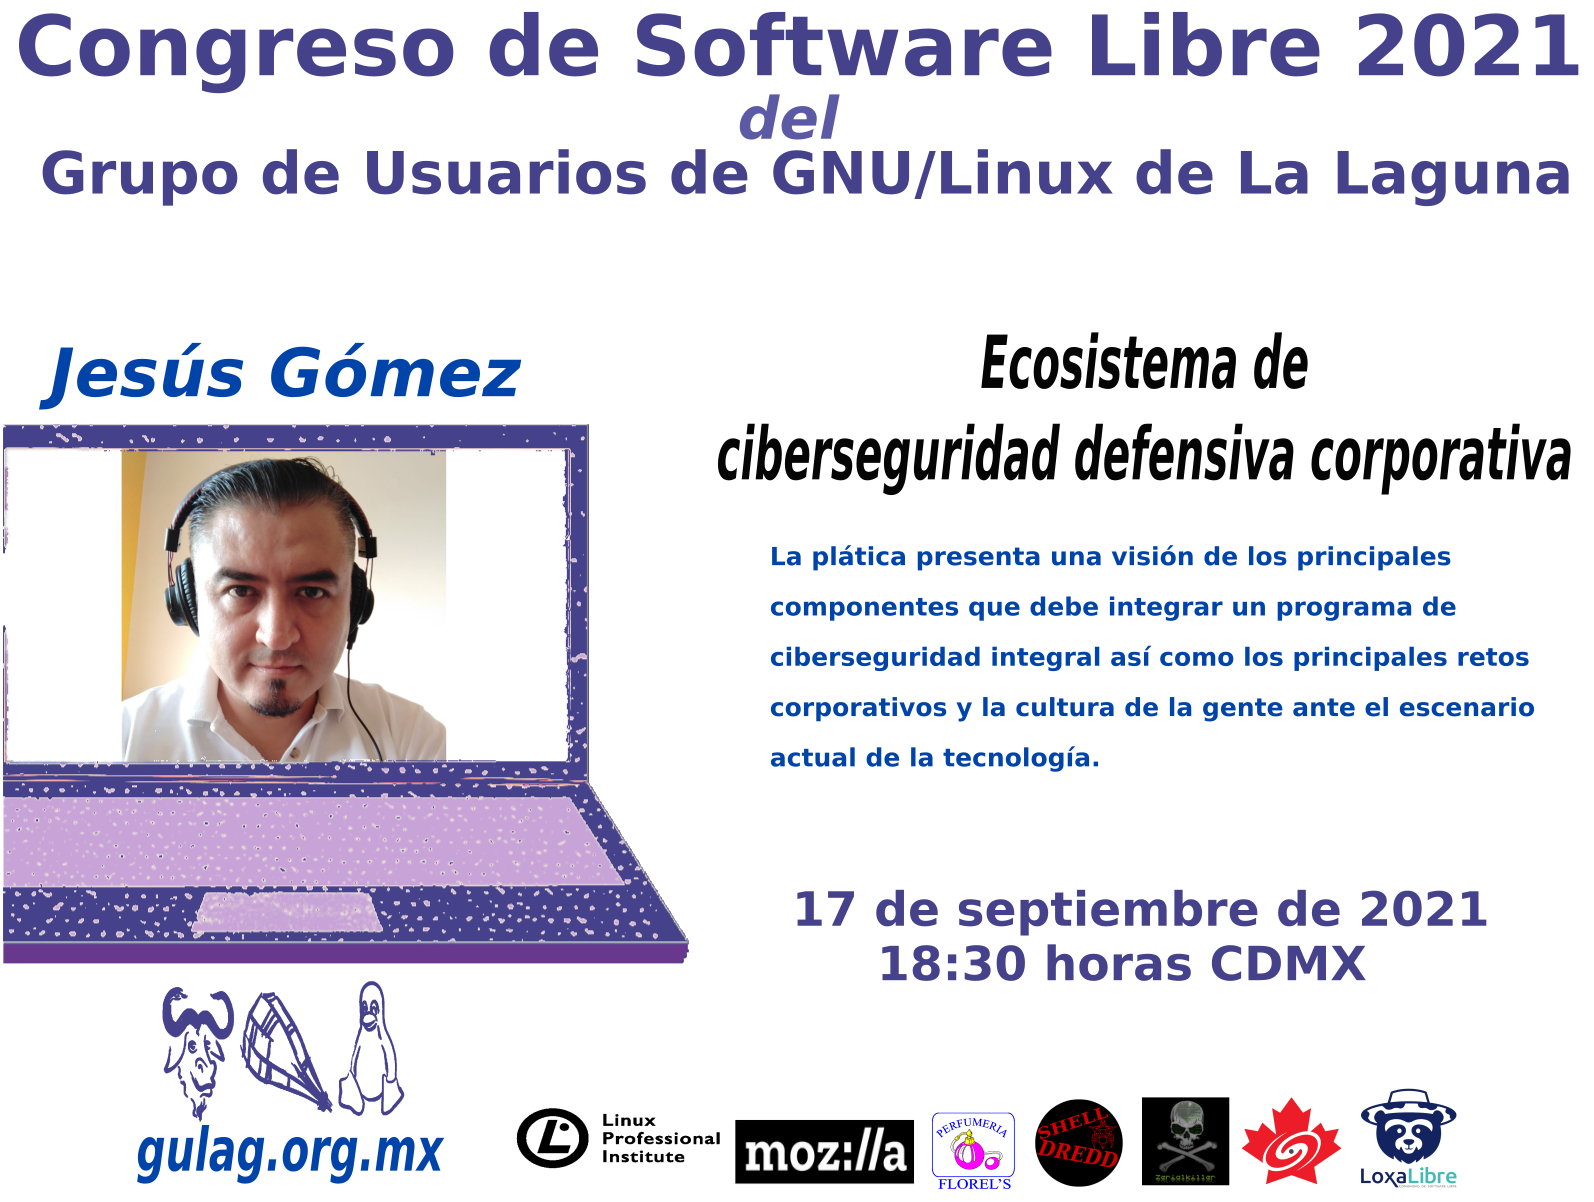 Congreso de Software Libre 2021
del
Grupo de Usuarios de GNU/Linux de La Laguna
Jesús Gómez
Ecosistema de
ciberseguridad defensiva corporativa
La plática presenta una visión de los principales
componentes que debe integrar un programa de
ciberseguridad integral así como los principales retos
corporativos y la cultura de la gente ante el escenario
actual de la tecnología.
17 de septiembre de 2021
18:30 horas CDMX
gulag.org.mx
Linux
Professional
Institute
moz://a
PERFUMERIA
FLOREL'S
SHELL
DREDD
LoxaLibre